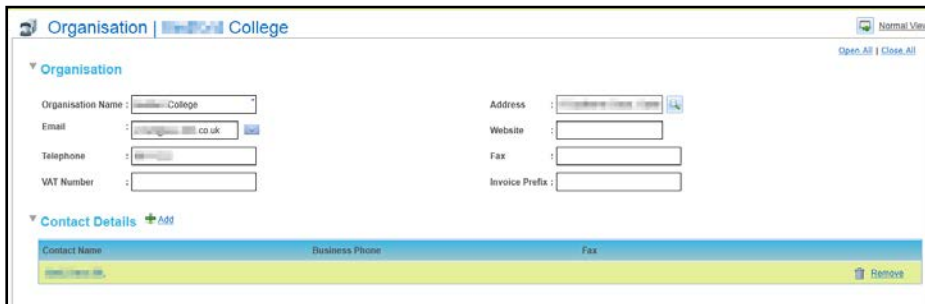 Organisation | College
Normal View
Open All | Close All
Organisation
Organisation Name : College
Address :
Email : co.uk
Website :
Telephone :
Fax :
VAT Number :
Invoice Prefix :
Contact Details Add
Contact Name Business Phone Fax
Remove